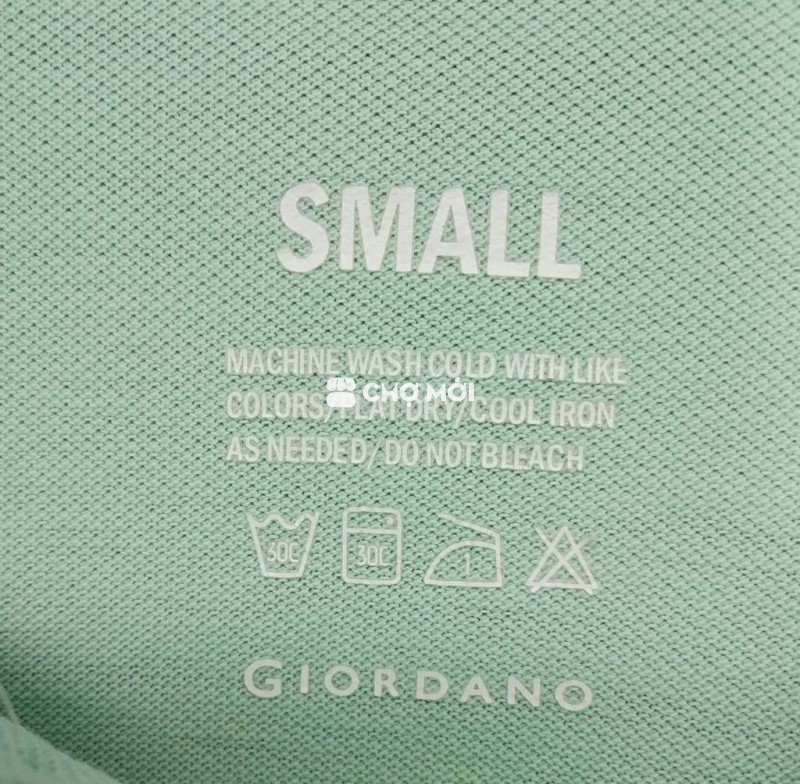 SMALL
MACHINE WASH COLD WITH LIKE
CHỢ MỚI
COLORS/FLAT DRY/COOL IRON
AS NEEDED/DO NOT BLEACH
30C 30C 1
GIORDANO